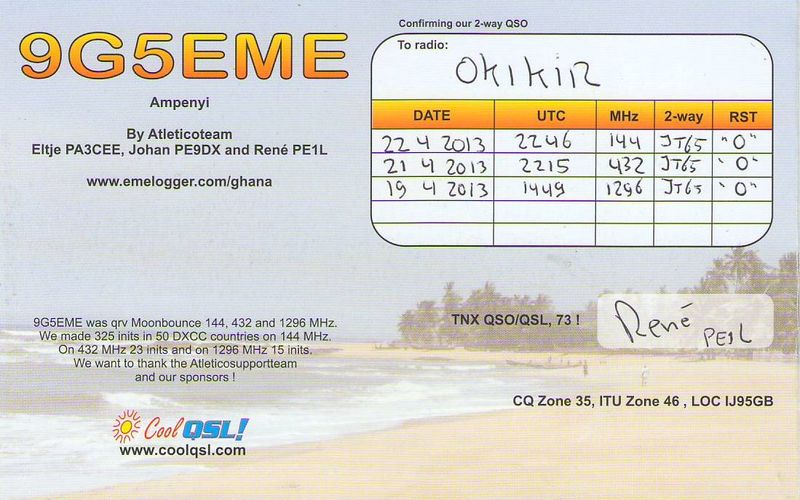 9G5EME
Ampenyi
By Atleticoteam
Eltje PA3CEE, Johan PE9DX and René PE1L
www.emelogger.com/ghana
Confirming our 2-way QSO
To radio:
OK1KIR
DATE UTC MHz 2-way RST
22 4 2013 2246 144 JT65 "O"
21 4 2013 2215 432 JT65 "O"
19 4 2013 1449 1296 JT65 "O"
TNX QSO/QSL, 73 !
René PE1L
9G5EME was qrv Moonbounce 144, 432 and 1296 MHz.
We made 325 inits in 50 DXCC countries on 144 MHz.
On 432 MHz 23 inits and on 1296 MHz 15 inits.
We want to thank the Atleticosupportteam
and our sponsors !
CQ Zone 35, ITU Zone 46 , LOC IJ95GB
Cool QSL!
www.coolqsl.com